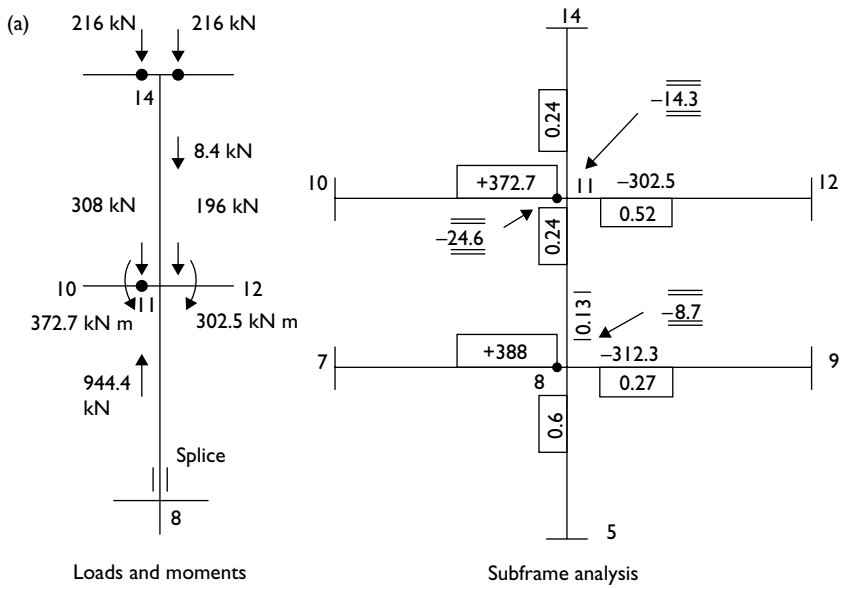 (a)
216 kN 216 kN
14
8.4 kN
308 kN 196 kN
10 11 12
372.7 kN m 302.5 kN m
944.4
kN
Splice
8
Loads and moments
14
0.24
−14.3
10 +372.7 11 −302.5 12
0.52
−24.6
0.24
0.13
−8.7
7 +388 8 −312.3 9
0.27
0.6
5
Subframe analysis